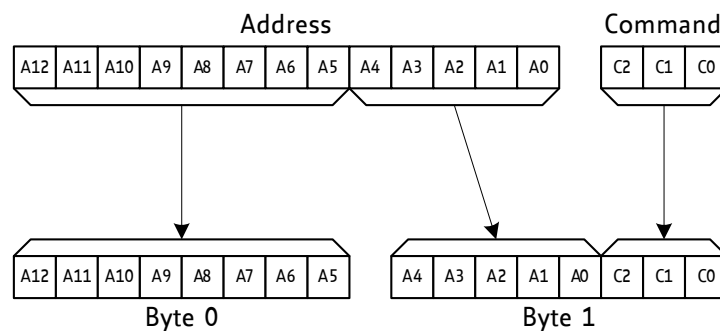 Address Command
A12 A11 A10 A9 A8 A7 A6 A5 A4 A3 A2 A1 A0 C2 C1 C0
A12 A11 A10 A9 A8 A7 A6 A5 A4 A3 A2 A1 A0 C2 C1 C0
Byte 0 Byte 1